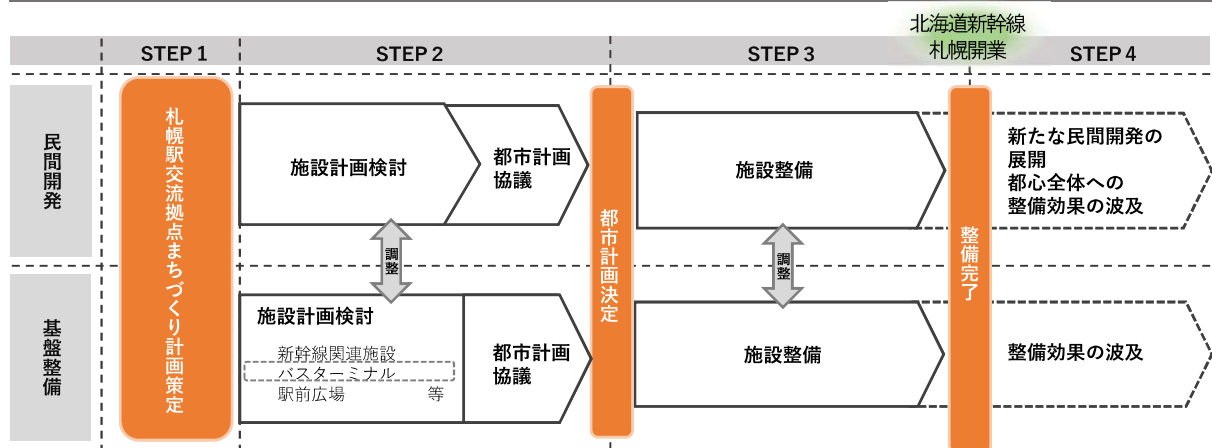 北海道新幹線
札幌開業
STEP 1
STEP 2
STEP 3
STEP 4
民間開発
札幌駅交流拠点まちづくり計画策定
施設計画検討
都市計画
協議
都市計画決定
施設整備
整備完了
新たな民間開発の
展開
都心全体への
整備効果の波及
調整
調整
基盤整備
施設計画検討
新幹線関連施設
バスターミナル
駅前広場 等
都市計画
協議
施設整備
整備効果の波及